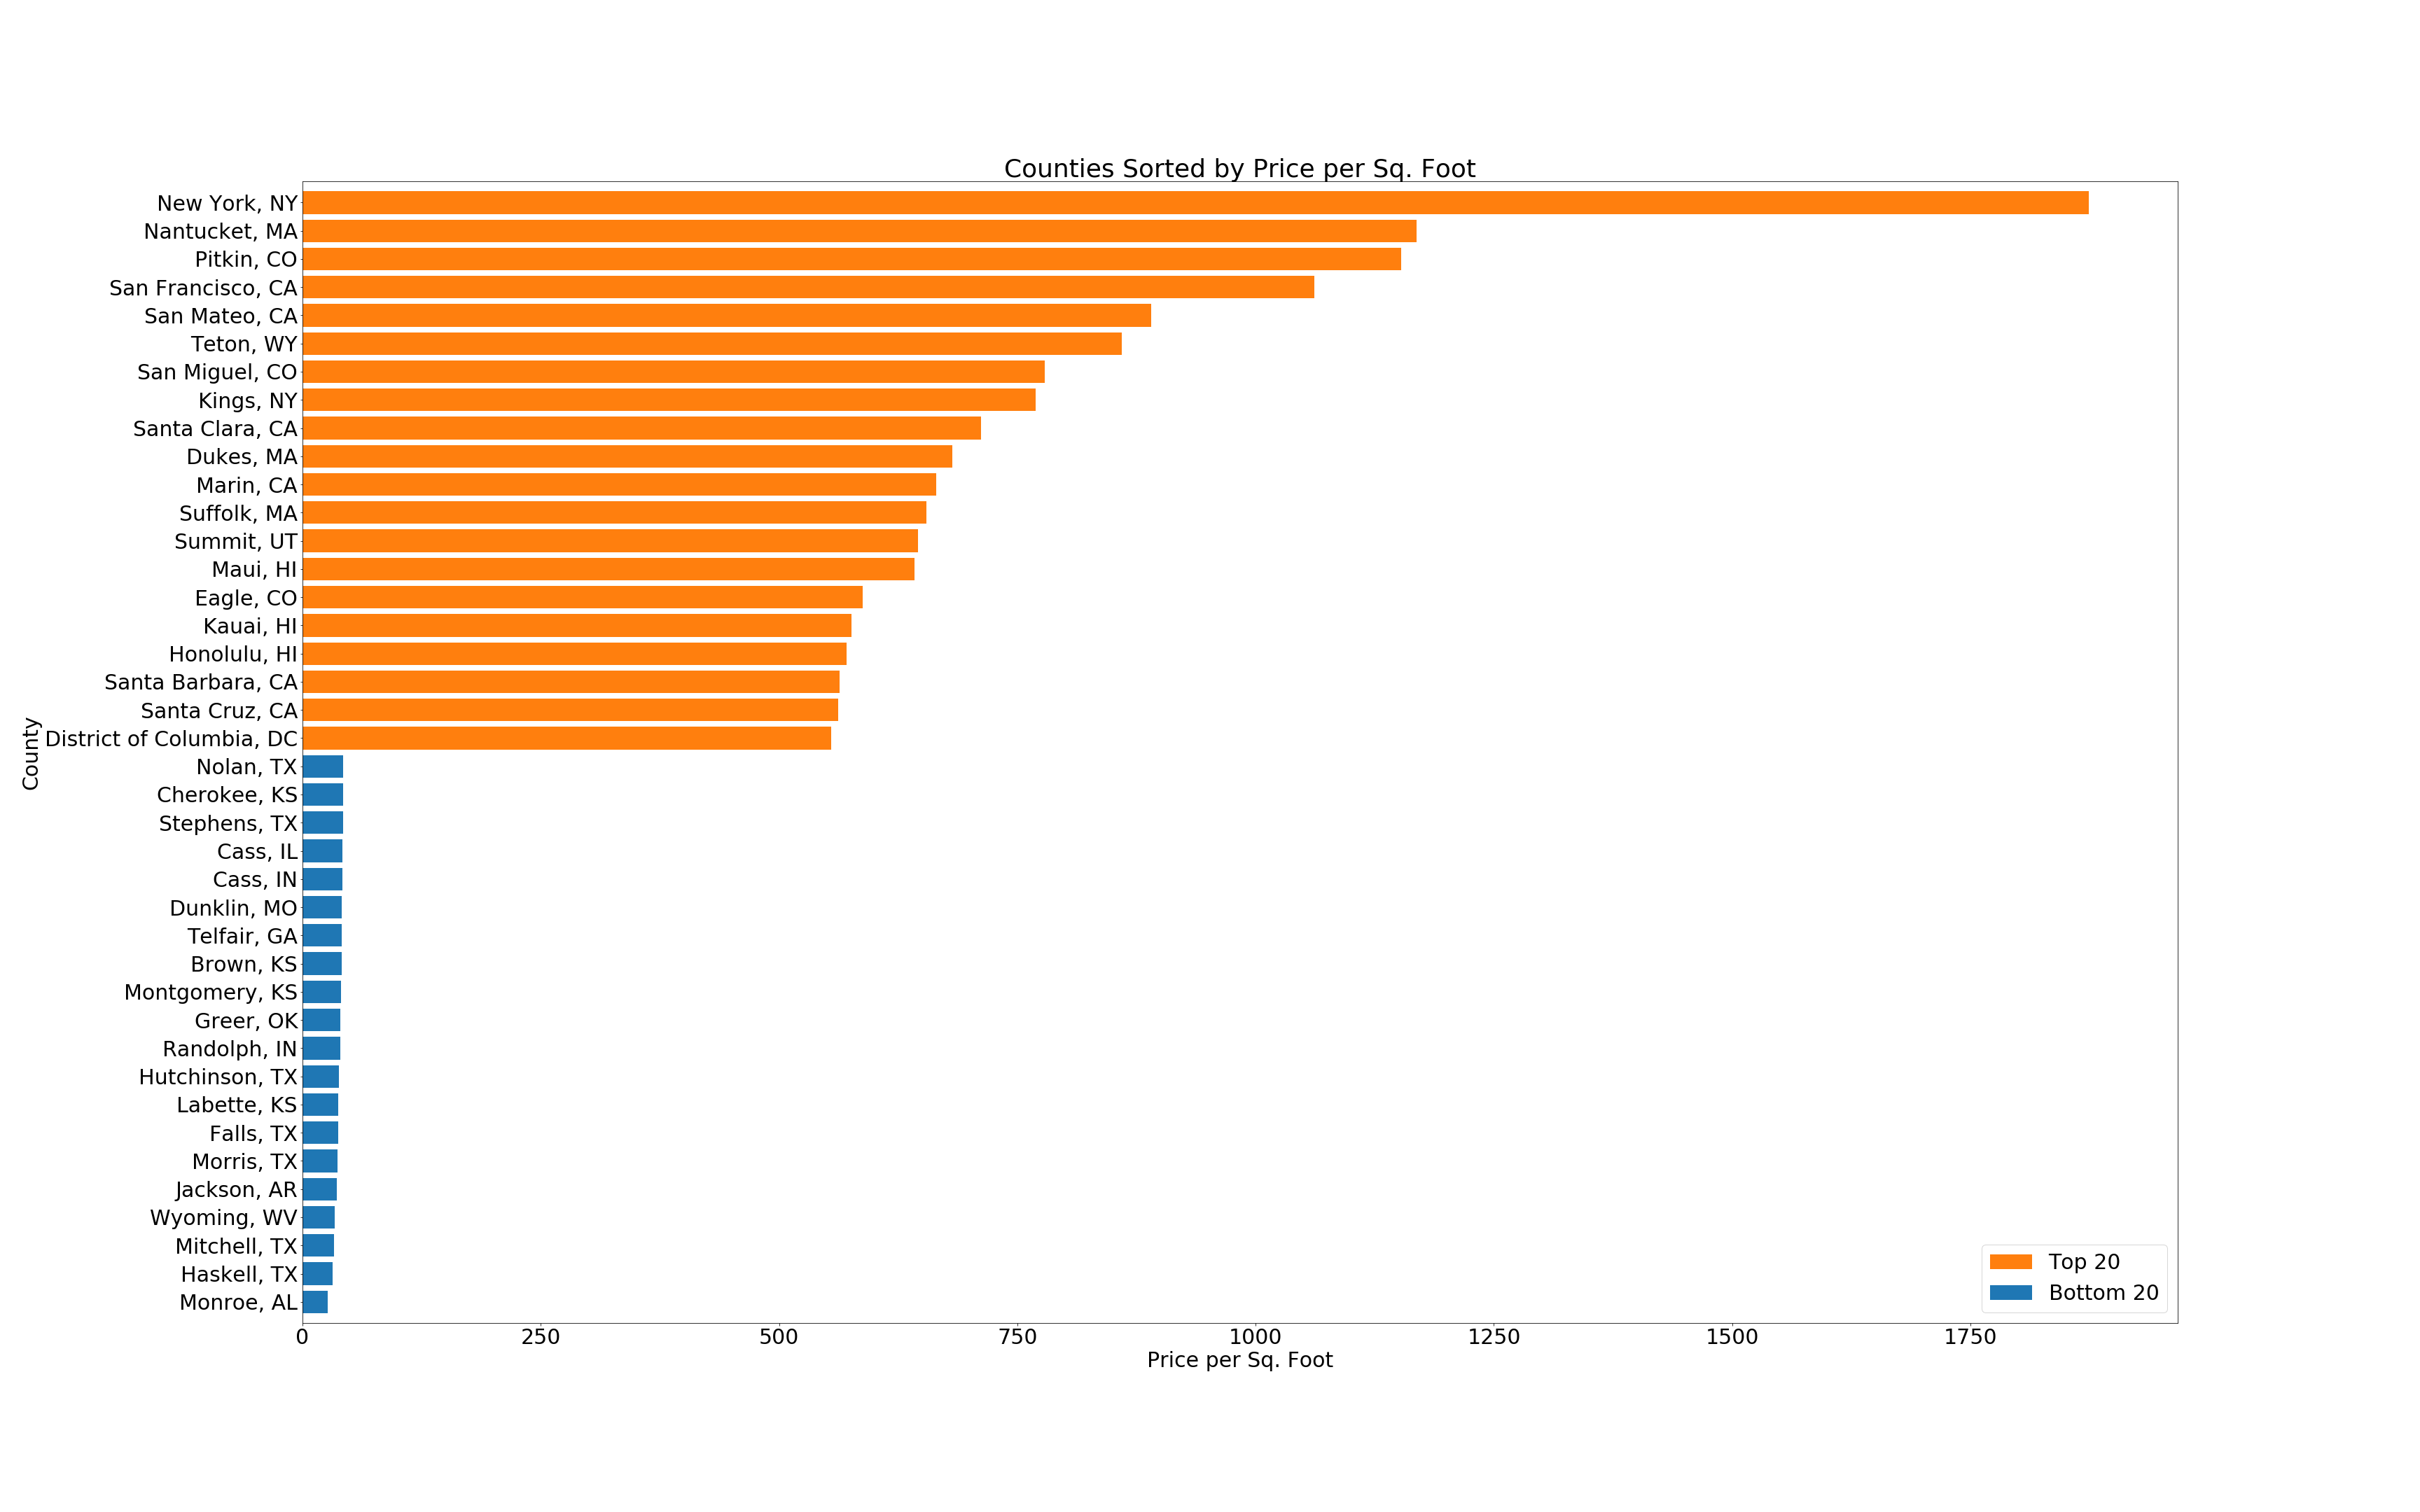 Counties Sorted by Price per Sq. Foot
New York, NY
Nantucket, MA
Pitkin, CO
San Francisco, CA
San Mateo, CA
Teton, WY
San Miguel, CO
Kings, NY
Santa Clara, CA
Dukes, MA
Marin, CA
Suffolk, MA
Summit, UT
Maui, HI
Eagle, CO
Kauai, HI
Honolulu, HI
Santa Barbara, CA
Santa Cruz, CA
District of Columbia, DC
Nolan, TX
Cherokee, KS
Stephens, TX
Cass, IL
Cass, IN
Dunklin, MO
Telfair, GA
Brown, KS
Montgomery, KS
Greer, OK
Randolph, IN
Hutchinson, TX
Labette, KS
Falls, TX
Morris, TX
Jackson, AR
Wyoming, WV
Mitchell, TX
Haskell, TX
Monroe, AL
County
Top 20
Bottom 20
0 250 500 750 1000 1250 1500 1750
Price per Sq. Foot